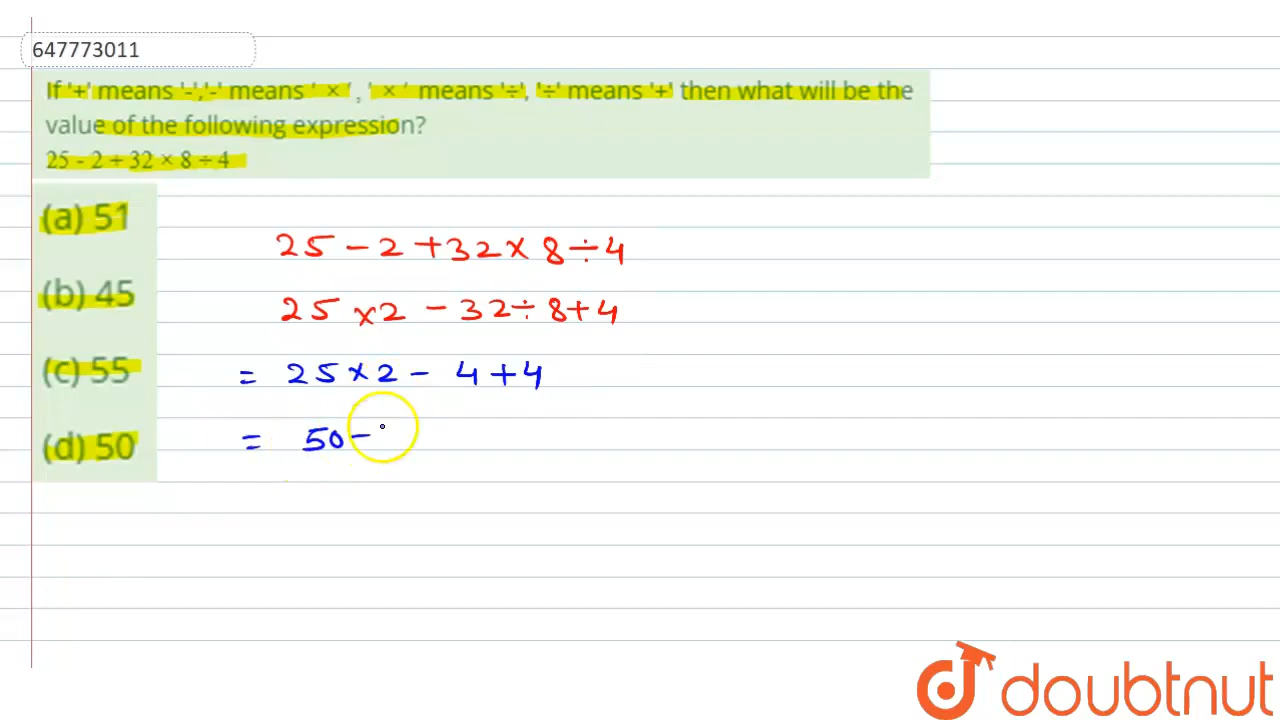 647773011
If '+' means '-','-' means ‘ × ’ , ' × ’ means '÷', '÷' means '+' then what will be the
value of the following expression?
25 - 2 + 32 × 8 ÷ 4
(a) 51
(b) 45
(c) 55
(d) 50
25 - 2 + 32 × 8 ÷ 4
25 × 2 - 32 ÷ 8 + 4
= 25 × 2 - 4 + 4
= 50 -
doubtnut